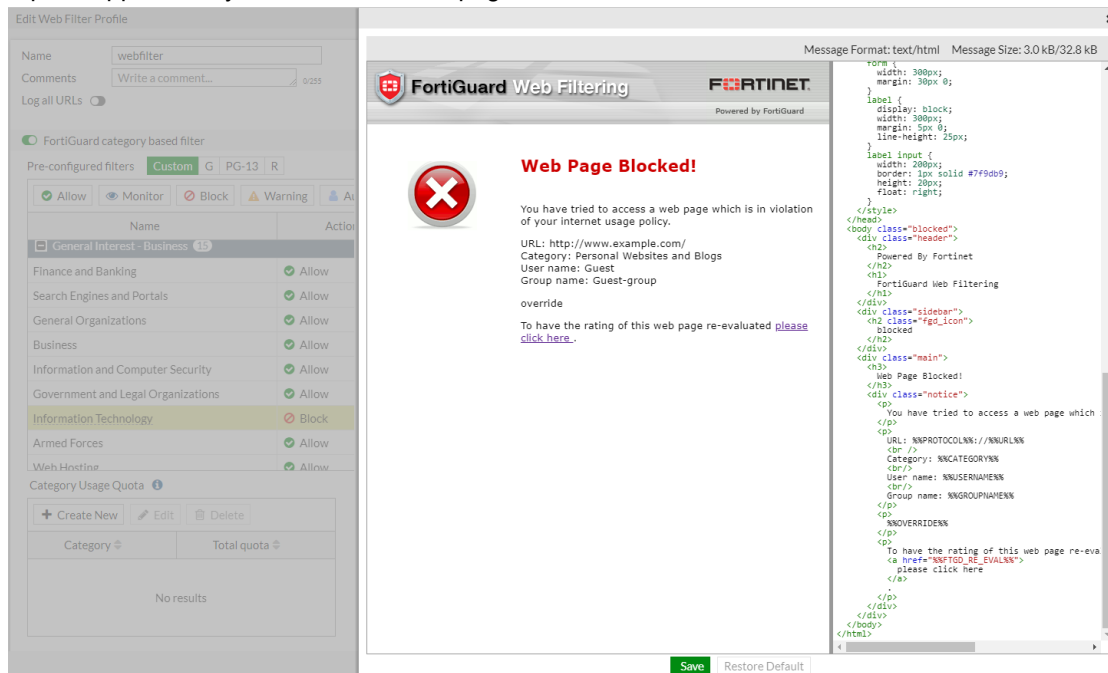 Edit Web Filter Profile
Name webfilter
Comments Write a comment... 0/255
Log all URLs
FortiGuard category based filter
Pre-configured filters Custom G PG-13 R
Allow Monitor Block Warning
Name Action
General Interest - Business 15
Finance and Banking Allow
Search Engines and Portals Allow
General Organizations Allow
Business Allow
Information and Computer Security Allow
Government and Legal Organizations Allow
Information Technology Block
Armed Forces Allow
Web Hosting Allow
Category Usage Quota
Create New Edit Delete
Category Total quota
No results
Message Format: text/html Message Size: 3.0 kB/32.8 kB
FortiGuard Web Filtering
FORTINET
Powered by FortiGuard
Web Page Blocked!
You have tried to access a web page which is in violation
of your internet usage policy.
URL: http://www.example.com/
Category: Personal Websites and Blogs
User name: Guest
Group name: Guest-group
override
To have the rating of this web page re-evaluated please
click here .
form {
width: 300px;
margin: 30px 0;
}
label {
display: block;
width: 300px;
margin: 5px 0;
line-height: 25px;
}
label input {
width: 200px;
border: 1px solid #7f9db9;
height: 20px;
float: right;
}
</style>
</head>
<body class="blocked">
<div class="header">
<h2>
Powered By Fortinet
</h2>
<h1>
FortiGuard Web Filtering
</h1>
</div>
<div class="sidebar">
<h2 class="fgd_icon">
blocked
</h2>
</div>
<div class="main">
<h3>
Web Page Blocked!
</h3>
<div class="notice">
<p>
You have tried to access a web page which
</p>
<p>
URL: %%PROTOCOL%%://%%URL%%
<br />
Category: %%CATEGORY%%
<br/>
User name: %%USERNAME%%
<br/>
Group name: %%GROUPNAME%%
</p>
<p>
%%OVERRIDE%%
</p>
<p>
To have the rating of this web page re-eva
<a href="%%FTGD_RE_EVAL%%">
please click here
</a>
.
</p>
</div>
</div>
</body>
</html>
Save Restore Default